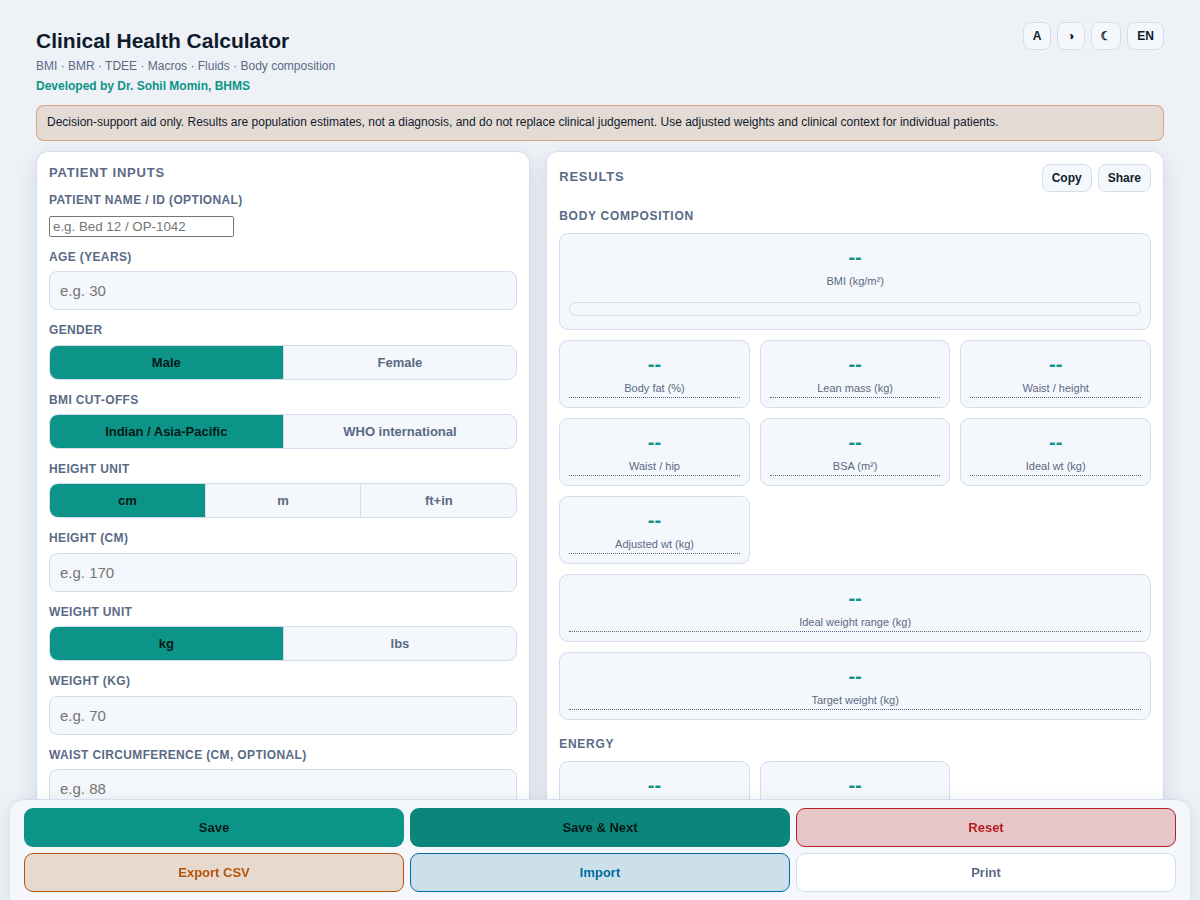 Clinical Health Calculator
A
EN
BMI · BMR · TDEE · Macros · Fluids · Body composition
Developed by Dr. Sohil Momin, BHMS
Decision-support aid only. Results are population estimates, not a diagnosis, and do not replace clinical judgement. Use adjusted weights and clinical context for individual patients.
PATIENT INPUTS
PATIENT NAME / ID (OPTIONAL)
e.g. Bed 12 / OP-1042
AGE (YEARS)
e.g. 30
GENDER
Male
Female
BMI CUT-OFFS
Indian / Asia-Pacific
WHO international
HEIGHT UNIT
cm
m
ft+in
HEIGHT (CM)
e.g. 170
WEIGHT UNIT
kg
lbs
WEIGHT (KG)
e.g. 70
WAIST CIRCUMFERENCE (CM, OPTIONAL)
e.g. 88
RESULTS
Copy
Share
BODY COMPOSITION
--
BMI (kg/m²)
--
Body fat (%)
--
Lean mass (kg)
--
Waist / height
--
Waist / hip
--
BSA (m²)
--
Ideal wt (kg)
--
Adjusted wt (kg)
--
Ideal weight range (kg)
--
Target weight (kg)
ENERGY
--
--
Save
Save & Next
Reset
Export CSV
Import
Print